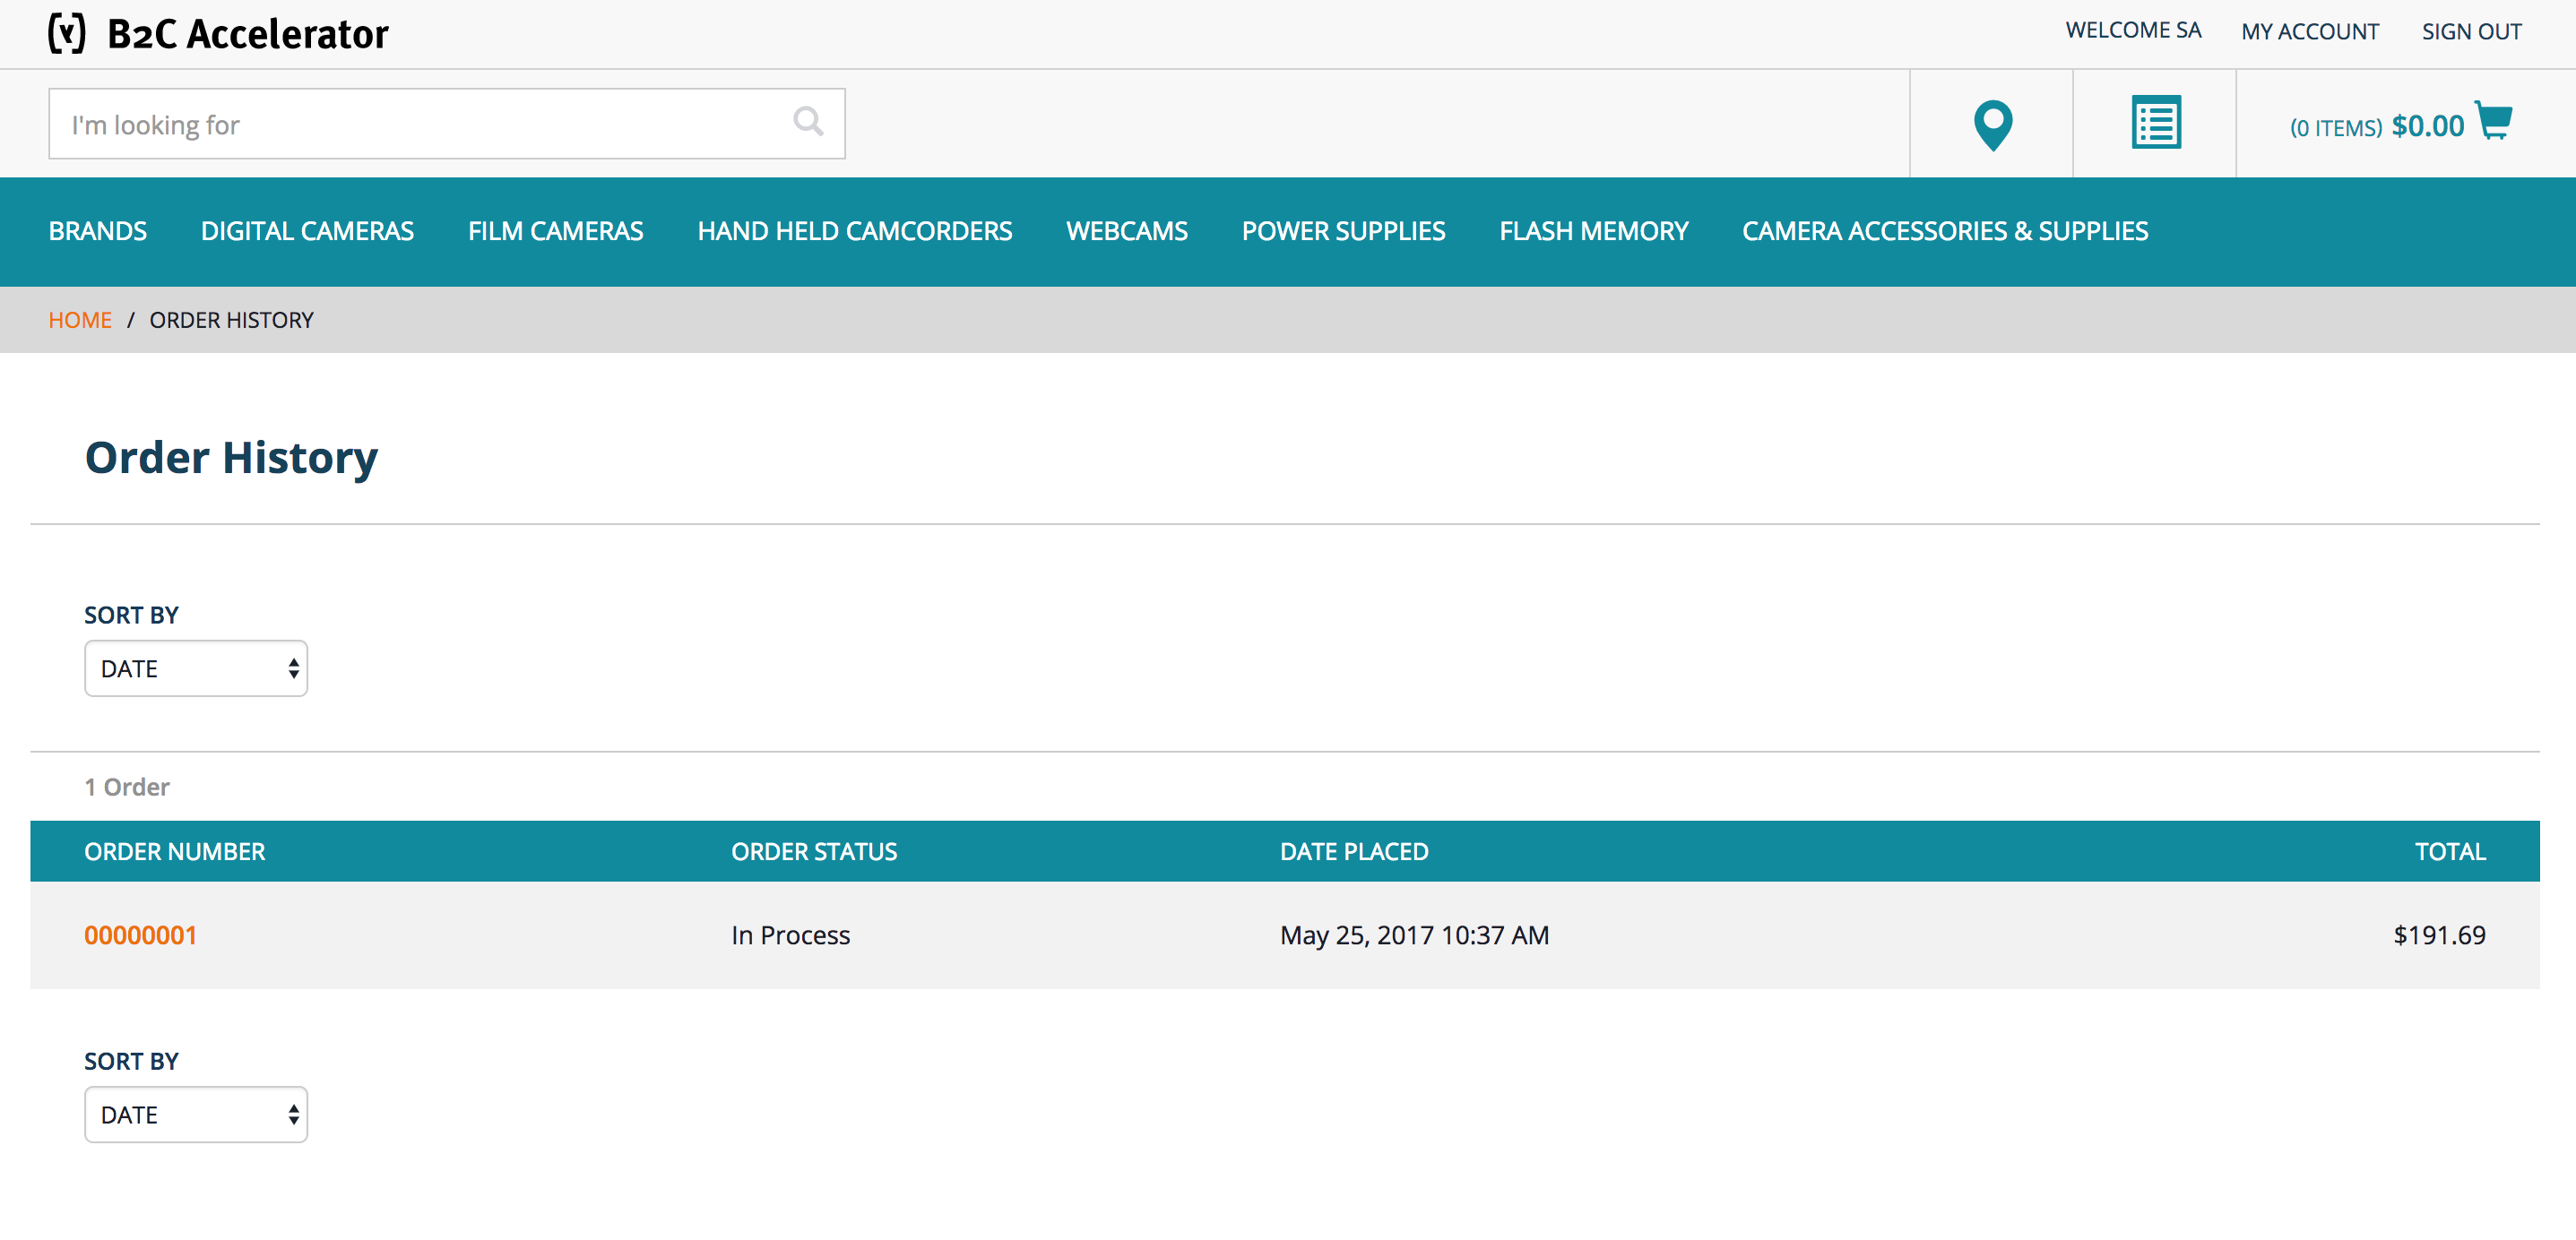 (y) B2C Accelerator
WELCOME SA MY ACCOUNT SIGN OUT
I'm looking for
(0 ITEMS) $0.00
BRANDS DIGITAL CAMERAS FILM CAMERAS HAND HELD CAMCORDERS WEBCAMS POWER SUPPLIES FLASH MEMORY CAMERA ACCESSORIES & SUPPLIES
HOME / ORDER HISTORY
Order History
SORT BY
DATE
1 Order
ORDER NUMBER ORDER STATUS DATE PLACED TOTAL
00000001 In Process May 25, 2017 10:37 AM $191.69
SORT BY
DATE